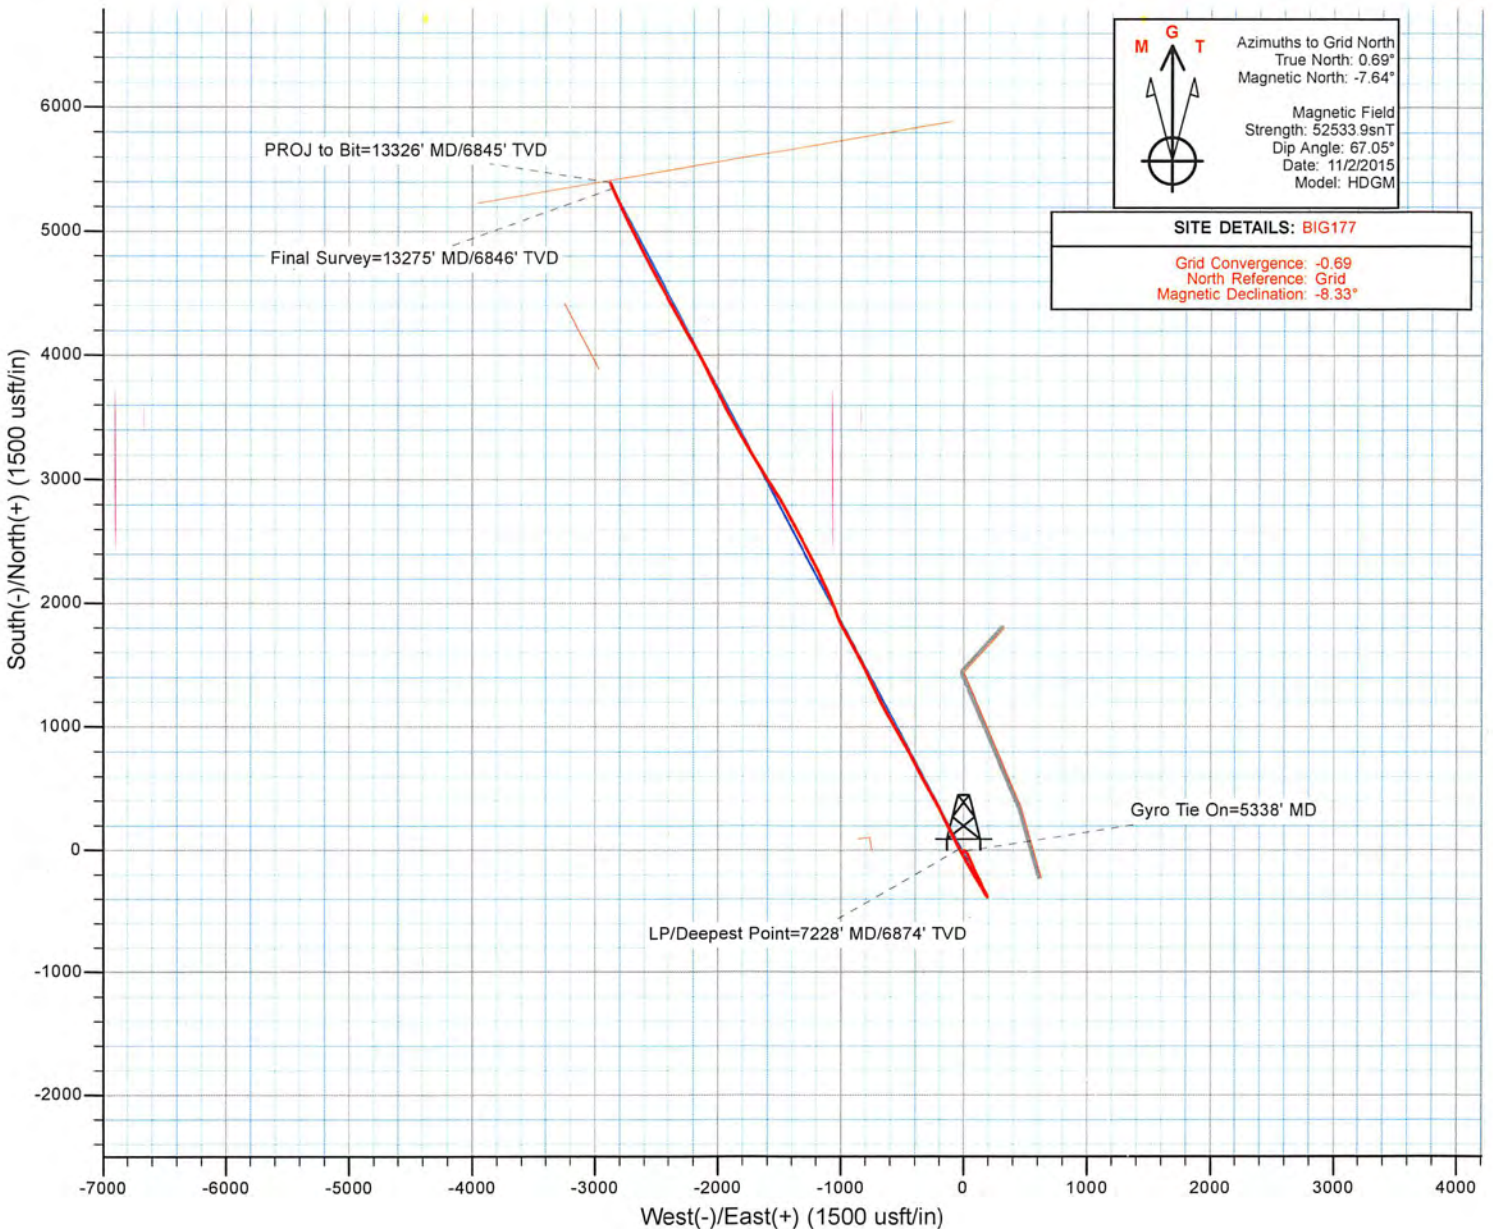 G
M T
Azimuths to Grid North
True North: 0.69°
Magnetic North: -7.64°
Magnetic Field
Strength: 52533.9snT
Dip Angle: 67.05°
Date: 11/2/2015
Model: HDGM
SITE DETAILS: BIG177
Grid Convergence: -0.69
North Reference: Grid
Magnetic Declination: -8.33°
PROJ to Bit=13326' MD/6845' TVD
Final Survey=13275' MD/6846' TVD
Gyro Tie On=5338' MD
LP/Deepest Point=7228' MD/6874' TVD
South(-)/North(+) (1500 usft/in)
6000
5000
4000
3000
2000
1000
0
-1000
-2000
-7000 -6000 -5000 -4000 -3000 -2000 -1000 0 1000 2000 3000 4000
West(-)/East(+) (1500 usft/in)